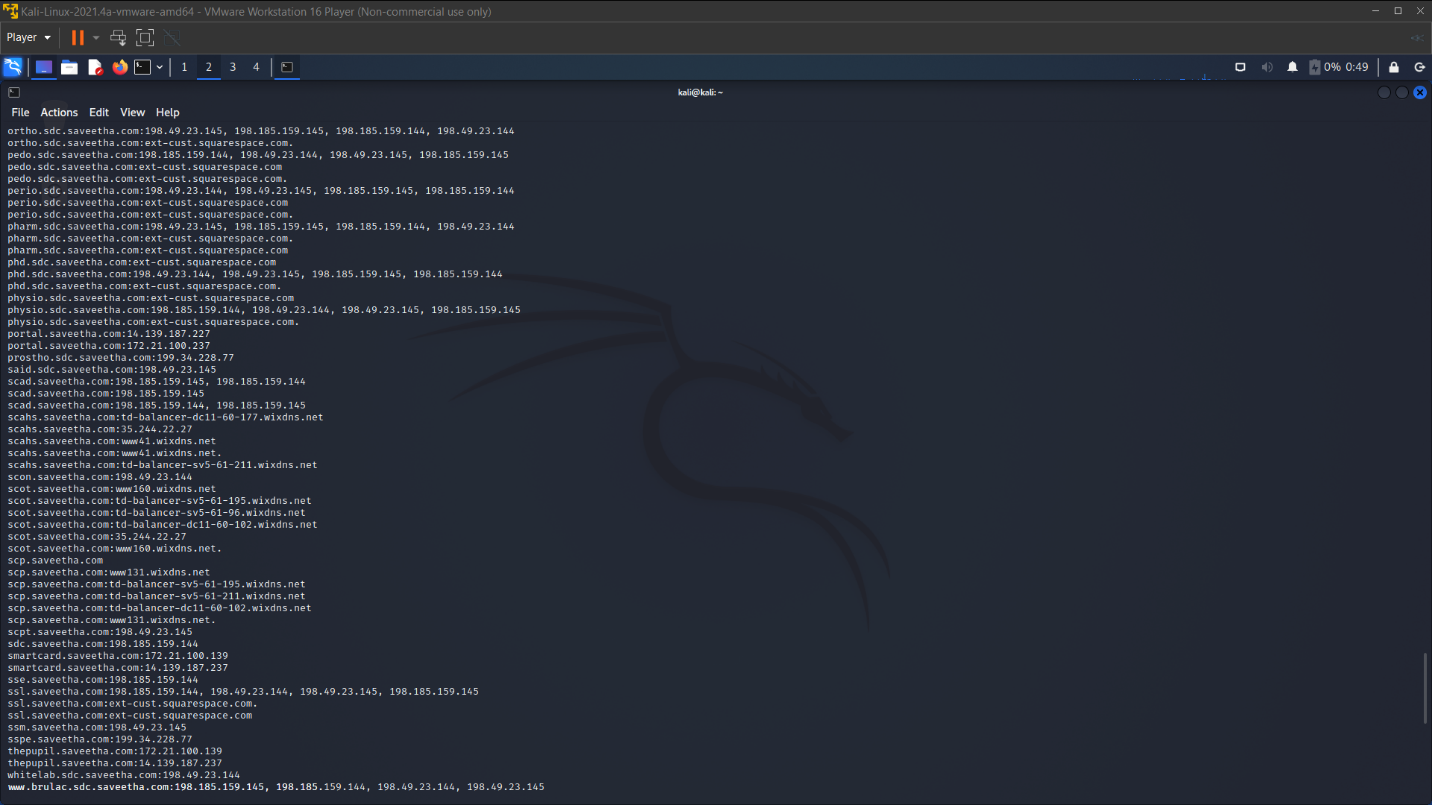 Kali-Linux-2021.4a-vmware-amd64 - VMware Workstation 16 Player (Non-commercial use only)
Player
1 2 3 4
0% 0:49
kali@kali: ~
File Actions Edit View Help
ortho.sdc.saveetha.com:198.49.23.145, 198.185.159.145, 198.185.159.144, 198.49.23.144
ortho.sdc.saveetha.com:ext-cust.squarespace.com.
pedo.sdc.saveetha.com:198.185.159.144, 198.49.23.144, 198.49.23.145, 198.185.159.145
pedo.sdc.saveetha.com:ext-cust.squarespace.com
pedo.sdc.saveetha.com:ext-cust.squarespace.com.
perio.sdc.saveetha.com:198.49.23.144, 198.49.23.145, 198.185.159.145, 198.185.159.144
perio.sdc.saveetha.com:ext-cust.squarespace.com
perio.sdc.saveetha.com:ext-cust.squarespace.com.
pharm.sdc.saveetha.com:198.49.23.145, 198.185.159.145, 198.185.159.144, 198.49.23.144
pharm.sdc.saveetha.com:ext-cust.squarespace.com.
pharm.sdc.saveetha.com:ext-cust.squarespace.com
phd.sdc.saveetha.com:ext-cust.squarespace.com
phd.sdc.saveetha.com:198.49.23.144, 198.49.23.145, 198.185.159.145, 198.185.159.144
phd.sdc.saveetha.com:ext-cust.squarespace.com.
physio.sdc.saveetha.com:ext-cust.squarespace.com
physio.sdc.saveetha.com:198.185.159.144, 198.49.23.144, 198.49.23.145, 198.185.159.145
physio.sdc.saveetha.com:ext-cust.squarespace.com.
portal.saveetha.com:14.139.187.227
portal.saveetha.com:172.21.100.237
prostho.sdc.saveetha.com:199.34.228.77
said.sdc.saveetha.com:198.49.23.145
scad.saveetha.com:198.185.159.145, 198.185.159.144
scad.saveetha.com:198.185.159.145
scad.saveetha.com:198.185.159.144, 198.185.159.145
scahs.saveetha.com:td-balancer-dc11-60-177.wixdns.net
scahs.saveetha.com:35.244.22.27
scahs.saveetha.com:www41.wixdns.net
scahs.saveetha.com:www41.wixdns.net.
scahs.saveetha.com:td-balancer-sv5-61-211.wixdns.net
scon.saveetha.com:198.49.23.144
scot.saveetha.com:www160.wixdns.net
scot.saveetha.com:td-balancer-sv5-61-195.wixdns.net
scot.saveetha.com:td-balancer-sv5-61-96.wixdns.net
scot.saveetha.com:td-balancer-dc11-60-102.wixdns.net
scot.saveetha.com:35.244.22.27
scot.saveetha.com:www160.wixdns.net.
scp.saveetha.com
scp.saveetha.com:www131.wixdns.net
scp.saveetha.com:td-balancer-sv5-61-195.wixdns.net
scp.saveetha.com:td-balancer-sv5-61-211.wixdns.net
scp.saveetha.com:td-balancer-dc11-60-102.wixdns.net
scp.saveetha.com:www131.wixdns.net.
scpt.saveetha.com:198.49.23.145
sdc.saveetha.com:198.185.159.144
smartcard.saveetha.com:172.21.100.139
smartcard.saveetha.com:14.139.187.237
sse.saveetha.com:198.185.159.144
ssl.saveetha.com:198.185.159.144, 198.49.23.144, 198.49.23.145, 198.185.159.145
ssl.saveetha.com:ext-cust.squarespace.com.
ssl.saveetha.com:ext-cust.squarespace.com
ssm.saveetha.com:198.49.23.145
sspe.saveetha.com:199.34.228.77
thepupil.saveetha.com:172.21.100.139
thepupil.saveetha.com:14.139.187.237
whitelab.sdc.saveetha.com:198.49.23.144
www.brulac.sdc.saveetha.com:198.185.159.145, 198.185.159.144, 198.49.23.144, 198.49.23.145